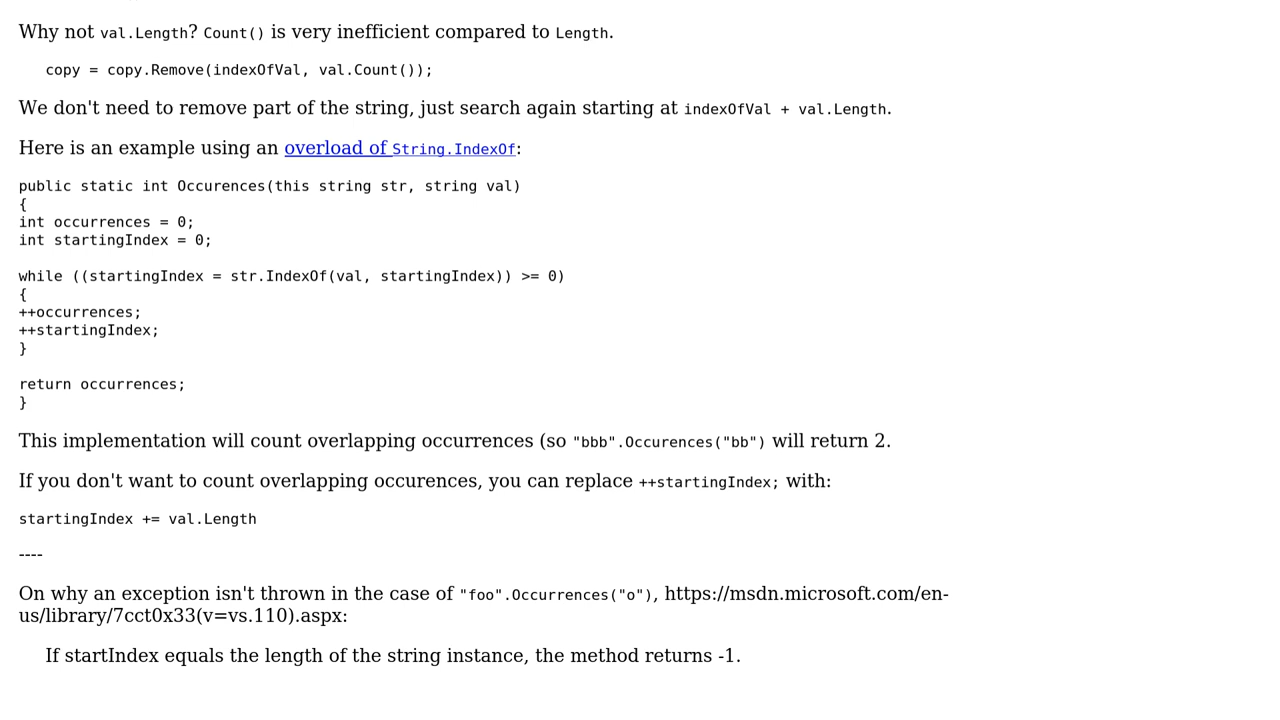 Why not val.Length? Count() is very inefficient compared to Length.
copy = copy.Remove(indexOfVal, val.Count());
We don't need to remove part of the string, just search again starting at indexOfVal + val.Length.
Here is an example using an overload of String.IndexOf:
public static int Occurences(this string str, string val)
{
int occurrences = 0;
int startingIndex = 0;
while ((startingIndex = str.IndexOf(val, startingIndex)) >= 0)
{
++occurrences;
++startingIndex;
}
return occurrences;
}
This implementation will count overlapping occurrences (so "bbb".Occurences("bb") will return 2.
If you don't want to count overlapping occurences, you can replace ++startingIndex; with:
startingIndex += val.Length
----
On why an exception isn't thrown in the case of "foo".Occurrences("o"), https://msdn.microsoft.com/en-
us/library/7cct0x33(v=vs.110).aspx:
If startIndex equals the length of the string instance, the method returns -1.